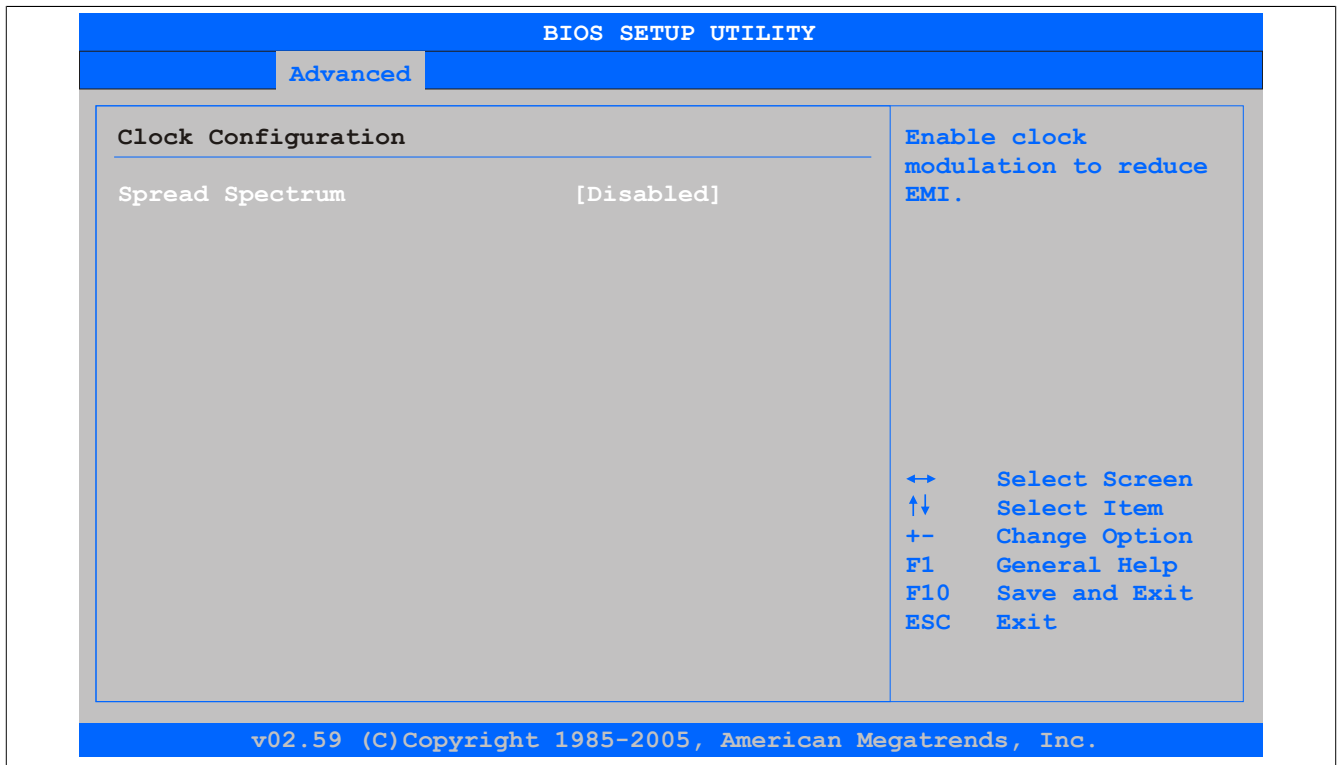 BIOS SETUP UTILITY
Advanced
Clock Configuration
Spread Spectrum [Disabled]
Enable clock
modulation to reduce
EMI.
↔ Select Screen
↑↓ Select Item
+- Change Option
F1 General Help
F10 Save and Exit
ESC Exit
v02.59 (C)Copyright 1985-2005, American Megatrends, Inc.